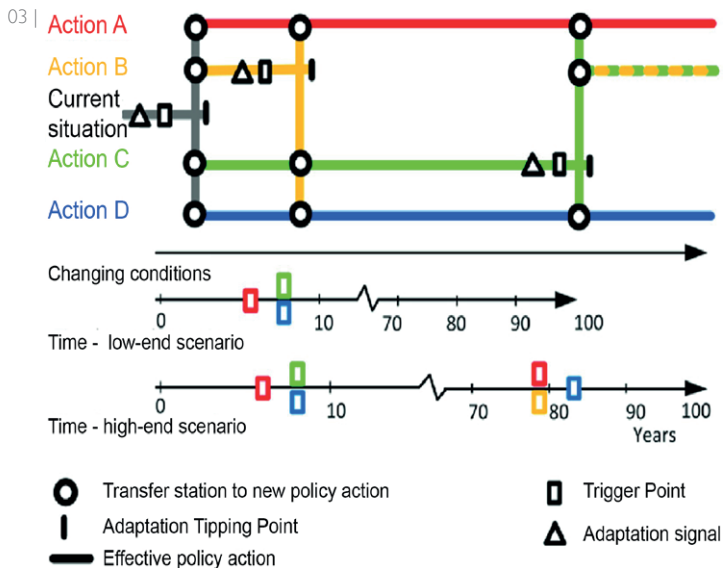 03 |
Action A
Action B
Current
situation
Action C
Action D
Changing conditions
0 10 70 80 90 100
Time - low-end scenario
0 10 70 80 90 100
Years
Time - high-end scenario
Transfer station to new policy action
Trigger Point
Adaptation Tipping Point
Adaptation signal
Effective policy action